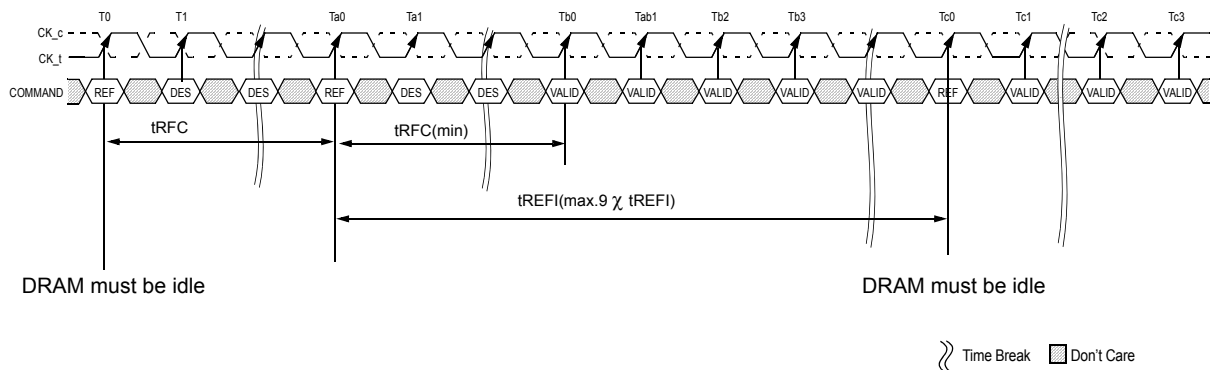 T0 T1 Ta0 Ta1 Tb0 Tab1 Tb2 Tb3 Tc0 Tc1 Tc2 Tc3
CK_c
CK_t
COMMAND REF DES DES REF DES DES VALID VALID VALID VALID VALID REF VALID VALID VALID
tRFC tRFC(min)
tREFI(max.9 χ tREFI)
DRAM must be idle DRAM must be idle
Time Break Don't Care